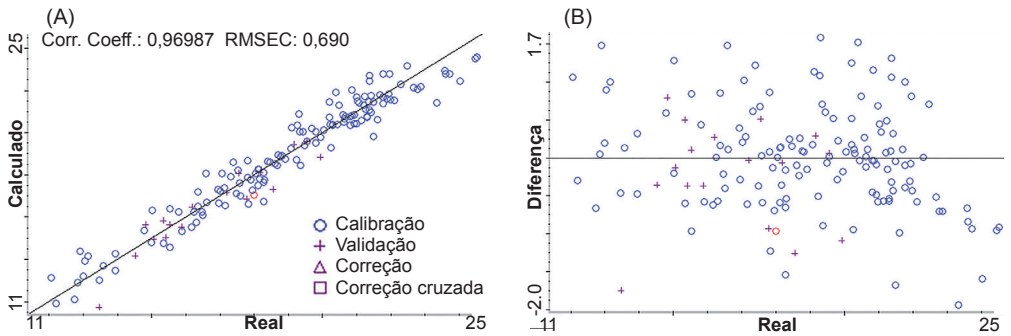 (A)
Corr. Coeff.: 0,96987 RMSEC: 0,690
25
Calculado
11
11
Real
25
Calibração
Validação
Correção
Correção cruzada
(B)
1.7
Diferença
-2.0
11
Real
25